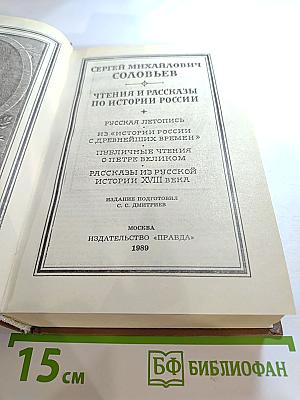 СЕРГЕЙ МИХАЙЛОВИЧ
СОЛОВЬЕВ
ЧТЕНИЯ И РАССКАЗЫ
ПО ИСТОРИИ РОССИИ
РУССКАЯ ЛЕТОПИСЬ
ИЗ «ИСТОРИИ РОССИИ
С ДРЕВНЕЙШИХ ВРЕМЕН»
ПУБЛИЧНЫЕ ЧТЕНИЯ
О ПЕТРЕ ВЕЛИКОМ
РАССКАЗЫ ИЗ РУССКОЙ
ИСТОРИИ XVIII ВЕКА
ИЗДАНИЕ ПОДГОТОВИЛ
С. С. ДМИТРИЕВ
МОСКВА
ИЗДАТЕЛЬСТВО «ПРАВДА»
1989
15 СМ
БФ БИБЛИОФАН